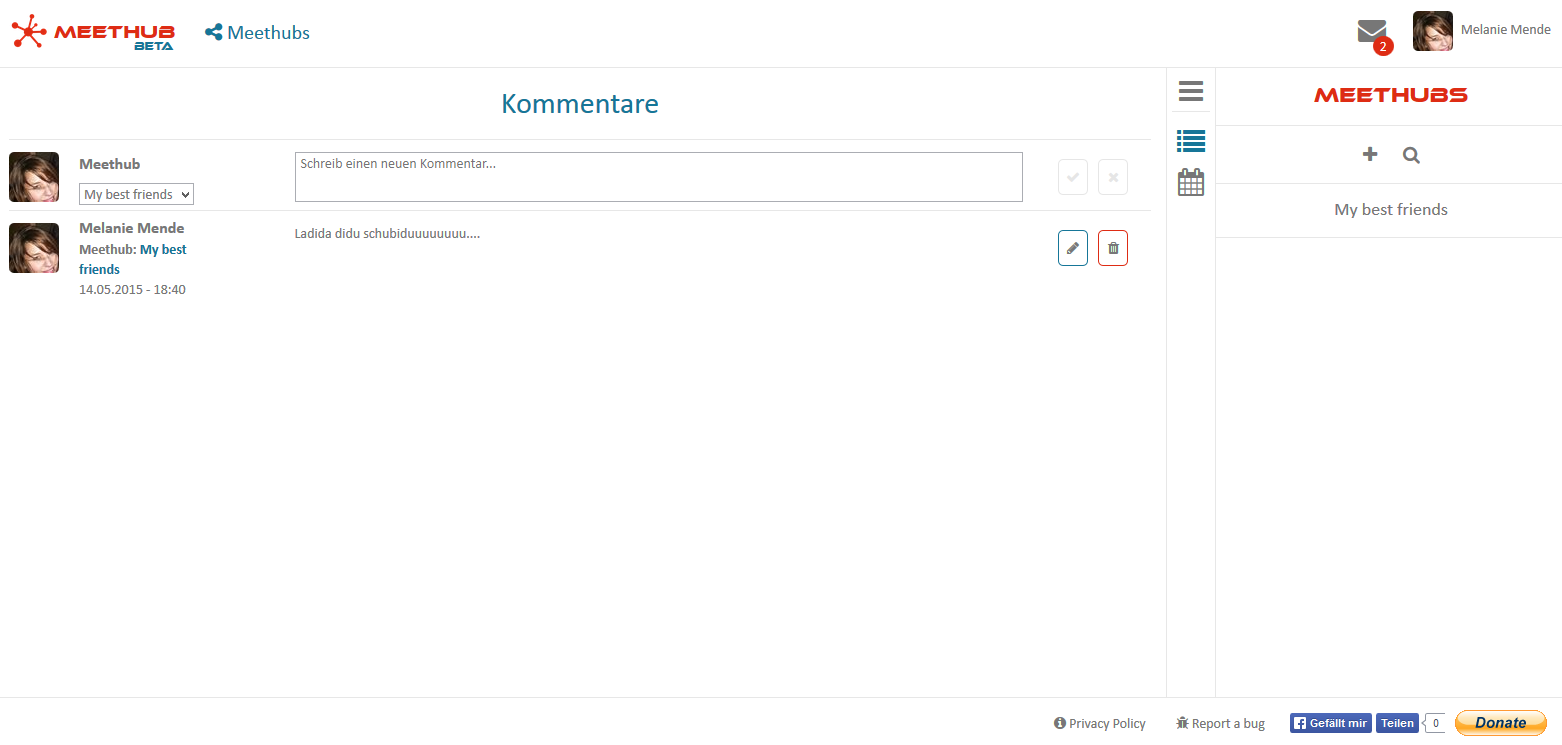 MEETHUB
BETA
Meethubs
2
Melanie Mende
Kommentare
MEETHUBS
Meethub
My best friends
Schreib einen neuen Kommentar...
My best friends
Melanie Mende
Meethub: My best
friends
14.05.2015 - 18:40
Ladida didu schubiduuuuuuuu....
Privacy Policy
Report a bug
Gefällt mir
Teilen
0
Donate